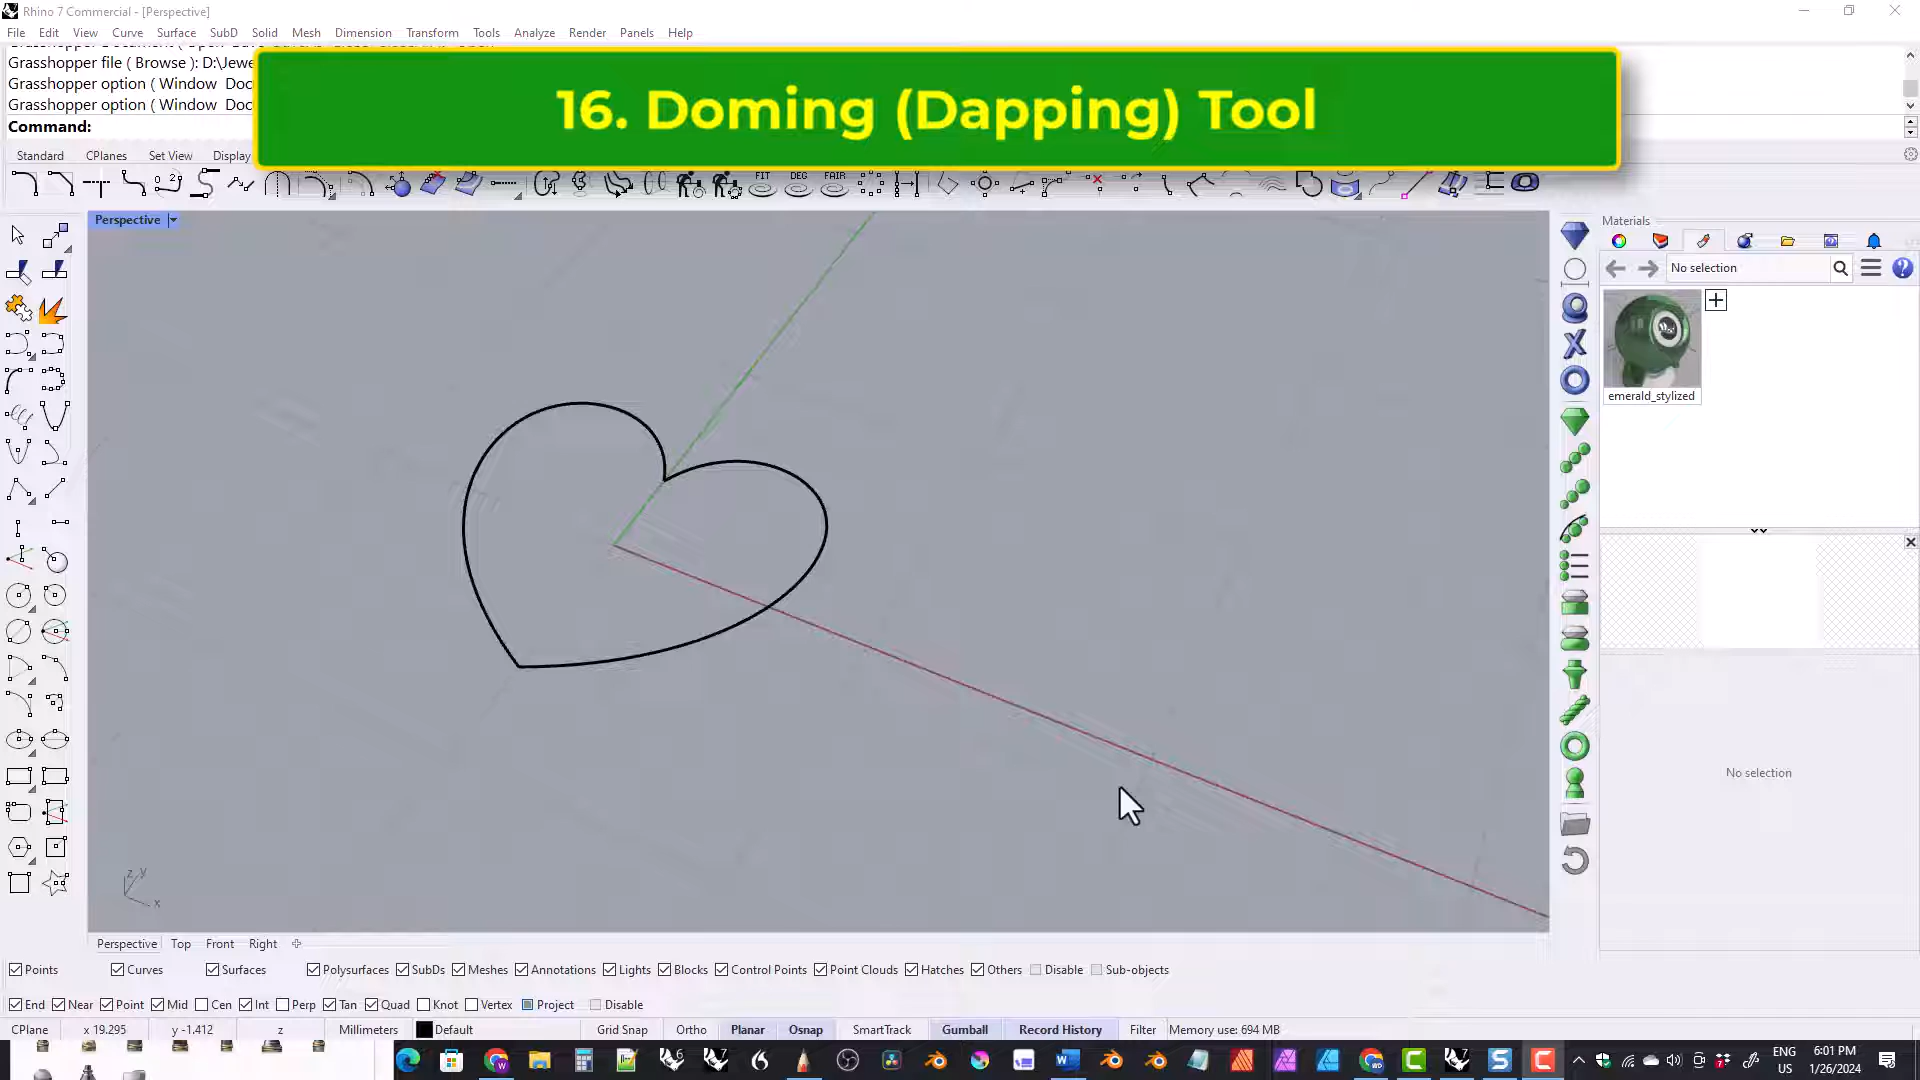 Rhino 7 Commercial - [Perspective]
File Edit View Curve Surface SubD Solid Mesh Dimension Transform Tools Analyze Render Panels Help
Grasshopper file ( Browse ): D:\Jewe
Grasshopper option ( Window Doc
Grasshopper option ( Window Doc
Command:
16. Doming (Dapping) Tool
Standard CPlanes Set View Display
FIT DEG FAIR
Perspective
Materials
No selection
emerald_stylized
No selection
z y
x
Perspective Top Front Right
Points Curves Surfaces Polysurfaces SubDs Meshes Annotations Lights Blocks Control Points Point Clouds Hatches Others Disable Sub-objects
End Near Point Mid Cen Int Perp Tan Quad Knot Vertex Project Disable
CPlane x 19.295 y -1.412 z Millimeters Default Grid Snap Ortho Planar Osnap SmartTrack Gumball Record History Filter Memory use: 694 MB
ENG 6:01 PM
US 1/26/2024